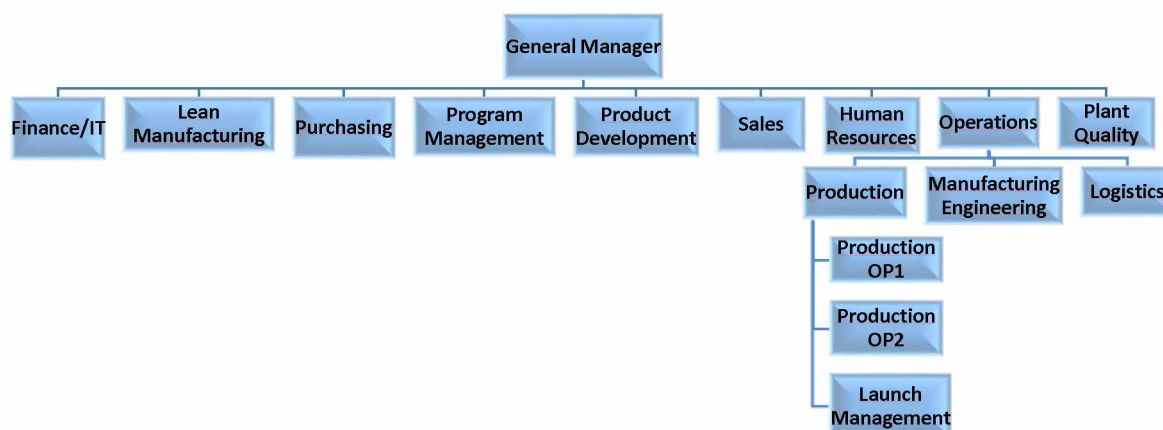 General Manager
Finance/IT
Lean
Manufacturing
Purchasing
Program
Management
Product
Development
Sales
Human
Resources
Operations
Plant
Quality
Production
Manufacturing
Engineering
Logistics
Production
OP1
Production
OP2
Launch
Management